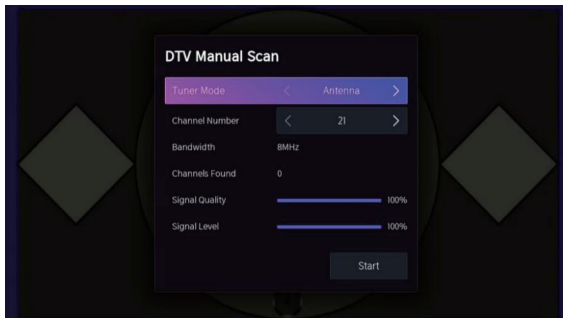 DTV Manual Scan
Tuner Mode Antenna
Channel Number 21
Bandwidth 8MHz
Channels Found 0
Signal Quality 100%
Signal Level 100%
Start